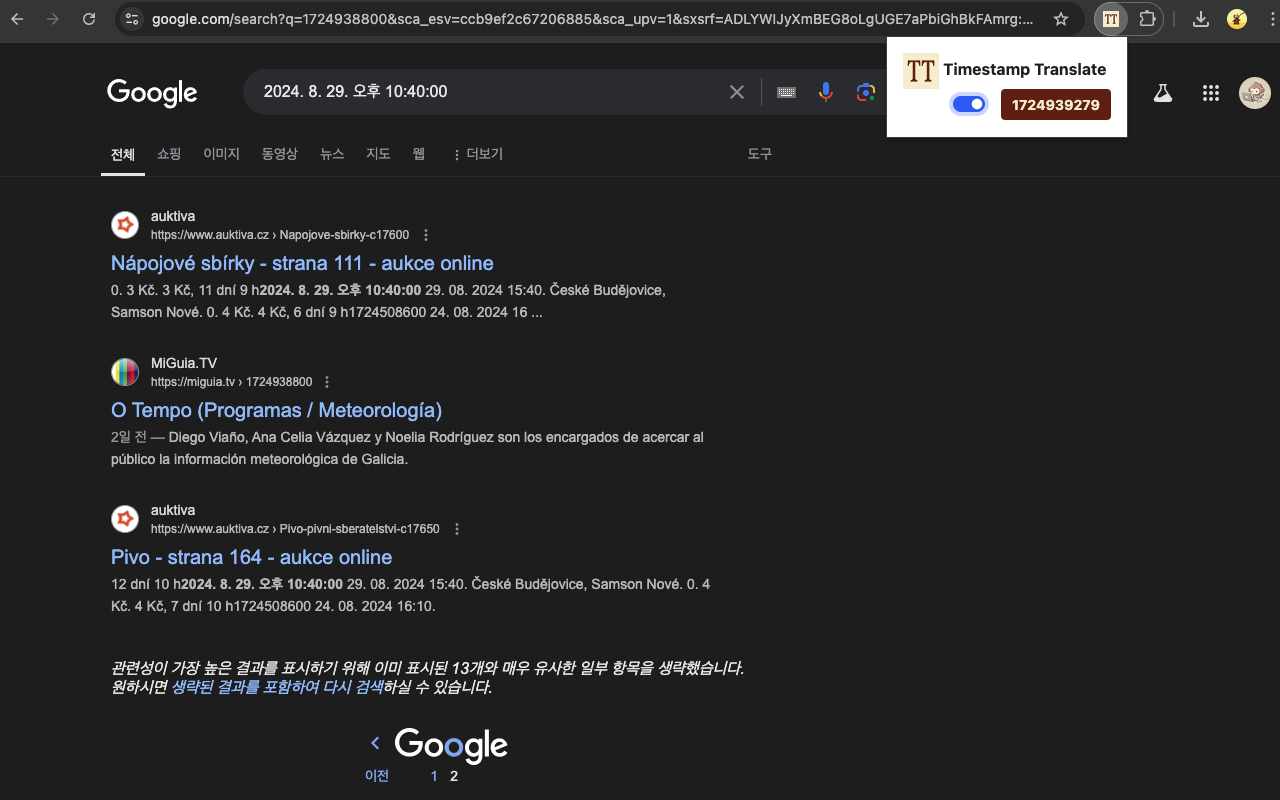 google.com/search?q=1724938800&sca_esv=ccb9ef2c67206885&sca_upv=1&sxsrf=ADLYWIJyXmBEG8oLgUGE7aPbiGhBkFAmrg:...
TT
TT Timestamp Translate
1724939279
Google
2024. 8. 29. 오후 10:40:00
전체 쇼핑 이미지 동영상 뉴스 지도 웹 더보기 도구
auktiva
https://www.auktiva.cz › Napojove-sbirky-c17600
Nápojové sbírky - strana 111 - aukce online
0. 3 Kč. 3 Kč, 11 dní 9 h2024. 8. 29. 오후 10:40:00 29. 08. 2024 15:40. České Budějovice,
Samson Nové. 0. 4 Kč. 4 Kč, 6 dní 9 h1724508600 24. 08. 2024 16 ...
MiGuia.TV
https://miguia.tv › 1724938800
O Tempo (Programas / Meteorología)
2일 전 — Diego Viaño, Ana Celia Vázquez y Noelia Rodríguez son los encargados de acercar al
público la información meteorológica de Galicia.
auktiva
https://www.auktiva.cz › Pivo-pivni-sberatelstvi-c17650
Pivo - strana 164 - aukce online
12 dní 10 h2024. 8. 29. 오후 10:40:00 29. 08. 2024 15:40. České Budějovice, Samson Nové. 0. 4
Kč. 4 Kč, 7 dní 10 h1724508600 24. 08. 2024 16:10.
관련성이 가장 높은 결과를 표시하기 위해 이미 표시된 13개와 매우 유사한 일부 항목을 생략했습니다.
원하시면 생략된 결과를 포함하여 다시 검색하실 수 있습니다.
Google
이전 1 2